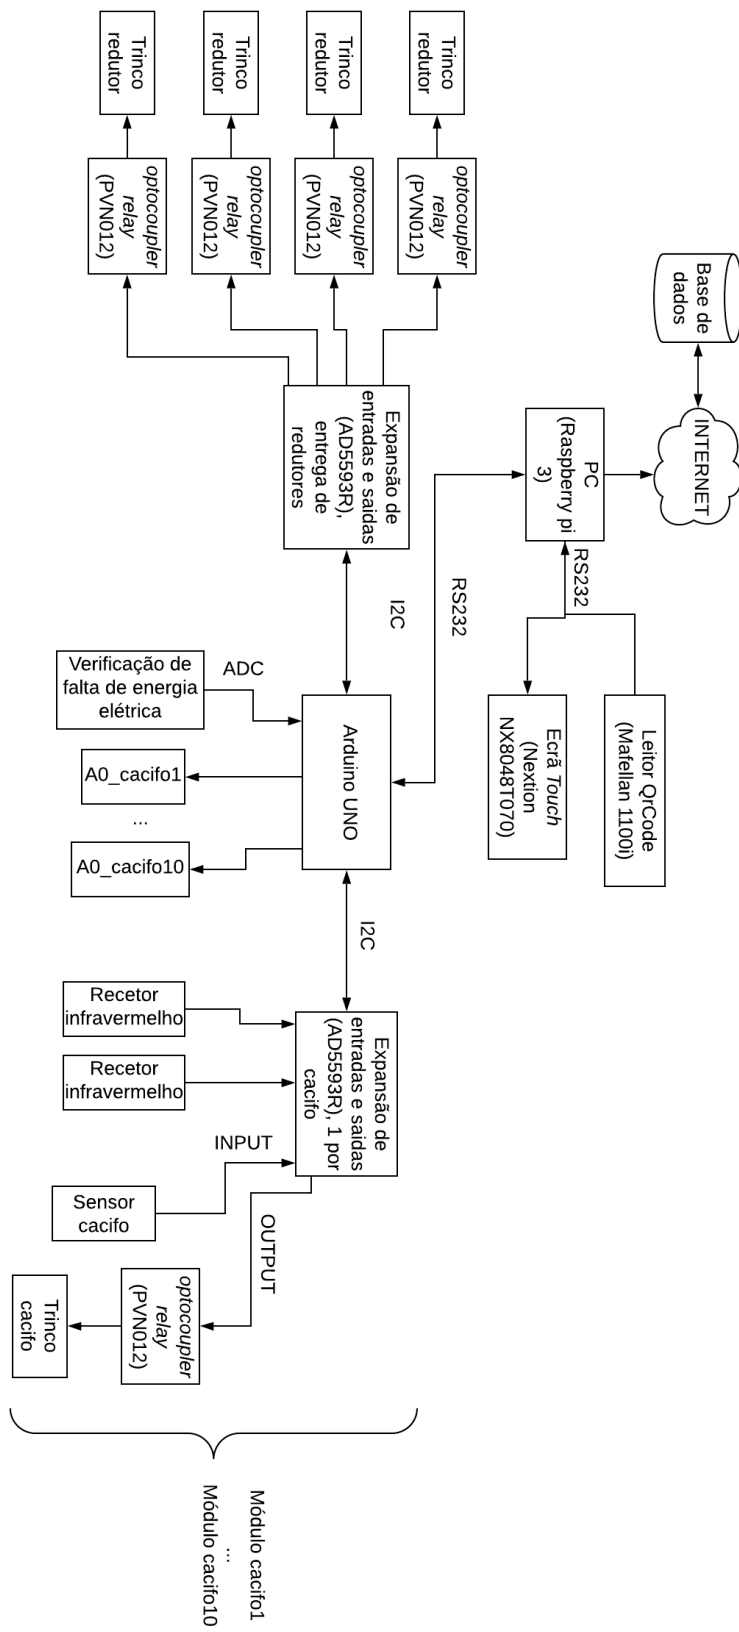 Trinco
redutor
Trinco
redutor
Trinco
redutor
Trinco
redutor
optocoupler
relay
(PVN012)
optocoupler
relay
(PVN012)
optocoupler
relay
(PVN012)
optocoupler
relay
(PVN012)
Base de
dados
INTERNET
PC
(Raspberry pi
3)
Expansão de
entradas e saidas
(AD5593R),
entrega de
redutores
RS232
I2C
RS232
Verificação de
falta de energia
elétrica
ADC
Arduino UNO
Ecrã Touch
(Nextion
NX8048T070)
Leitor QrCode
(Mafellan 1100i)
A0_cacifo1
...
A0_cacifo10
I2C
Recetor
infravermelho
Recetor
infravermelho
Expansão de
entradas e saidas
(AD5593R), 1 por
cacifo
INPUT
Sensor
cacifo
OUTPUT
optocoupler
relay
(PVN012)
Trinco
cacifo
Módulo cacifo1
...
Módulo cacifo10